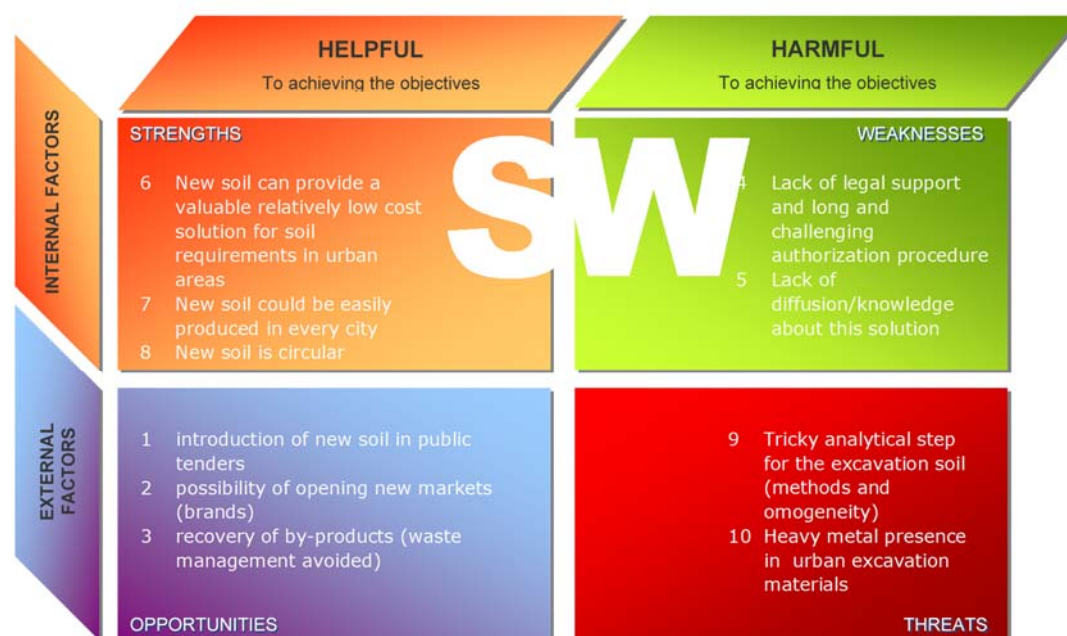 HELPFUL
To achieving the objectives
HARMFUL
To achieving the objectives
INTERNAL FACTORS
STRENGTHS
6 New soil can provide a
valuable relatively low cost
solution for soil
requirements in urban
areas
7 New soil could be easily
produced in every city
8 New soil is circular
SW
WEAKNESSES
4 Lack of legal support
and long and
challenging
authorization procedure
5 Lack of
diffusion/knowledge
about this solution
EXTERNAL
FACTORS
1 introduction of new soil in public
tenders
2 possibility of opening new markets
(brands)
3 recovery of by-products (waste
management avoided)
OPPORTUNITIES
9 Tricky analytical step
for the excavation soil
(methods and
omogeneity)
10 Heavy metal presence
in urban excavation
materials
THREATS